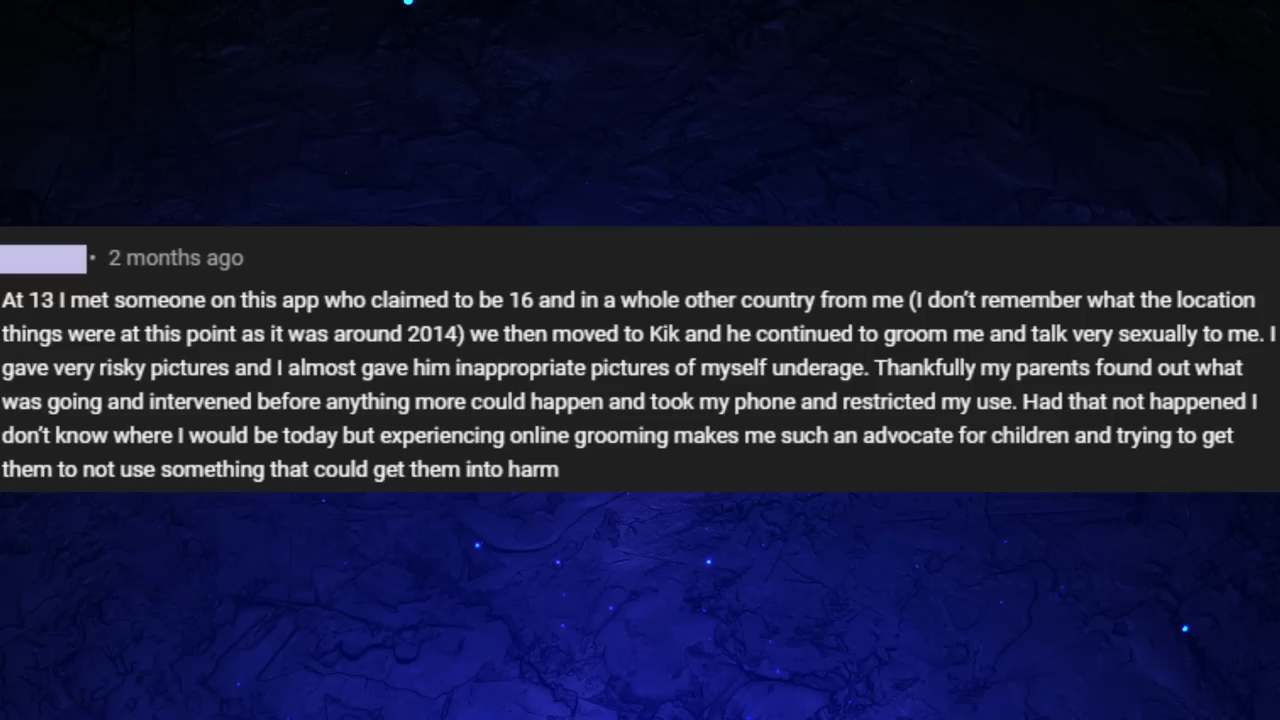 • 2 months ago
At 13 I met someone on this app who claimed to be 16 and in a whole other country from me (I don't remember what the location
things were at this point as it was around 2014) we then moved to Kik and he continued to groom me and talk very sexually to me. I
gave very risky pictures and I almost gave him inappropriate pictures of myself underage. Thankfully my parents found out what
was going and intervened before anything more could happen and took my phone and restricted my use. Had that not happened I
don't know where I would be today but experiencing online grooming makes me such an advocate for children and trying to get
them to not use something that could get them into harm